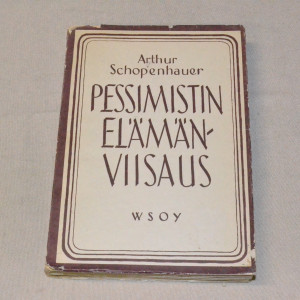 Arthur
Schopenhauer
PESSIMISTIN
ELÄMÄN-
VIISAUS
WSOY